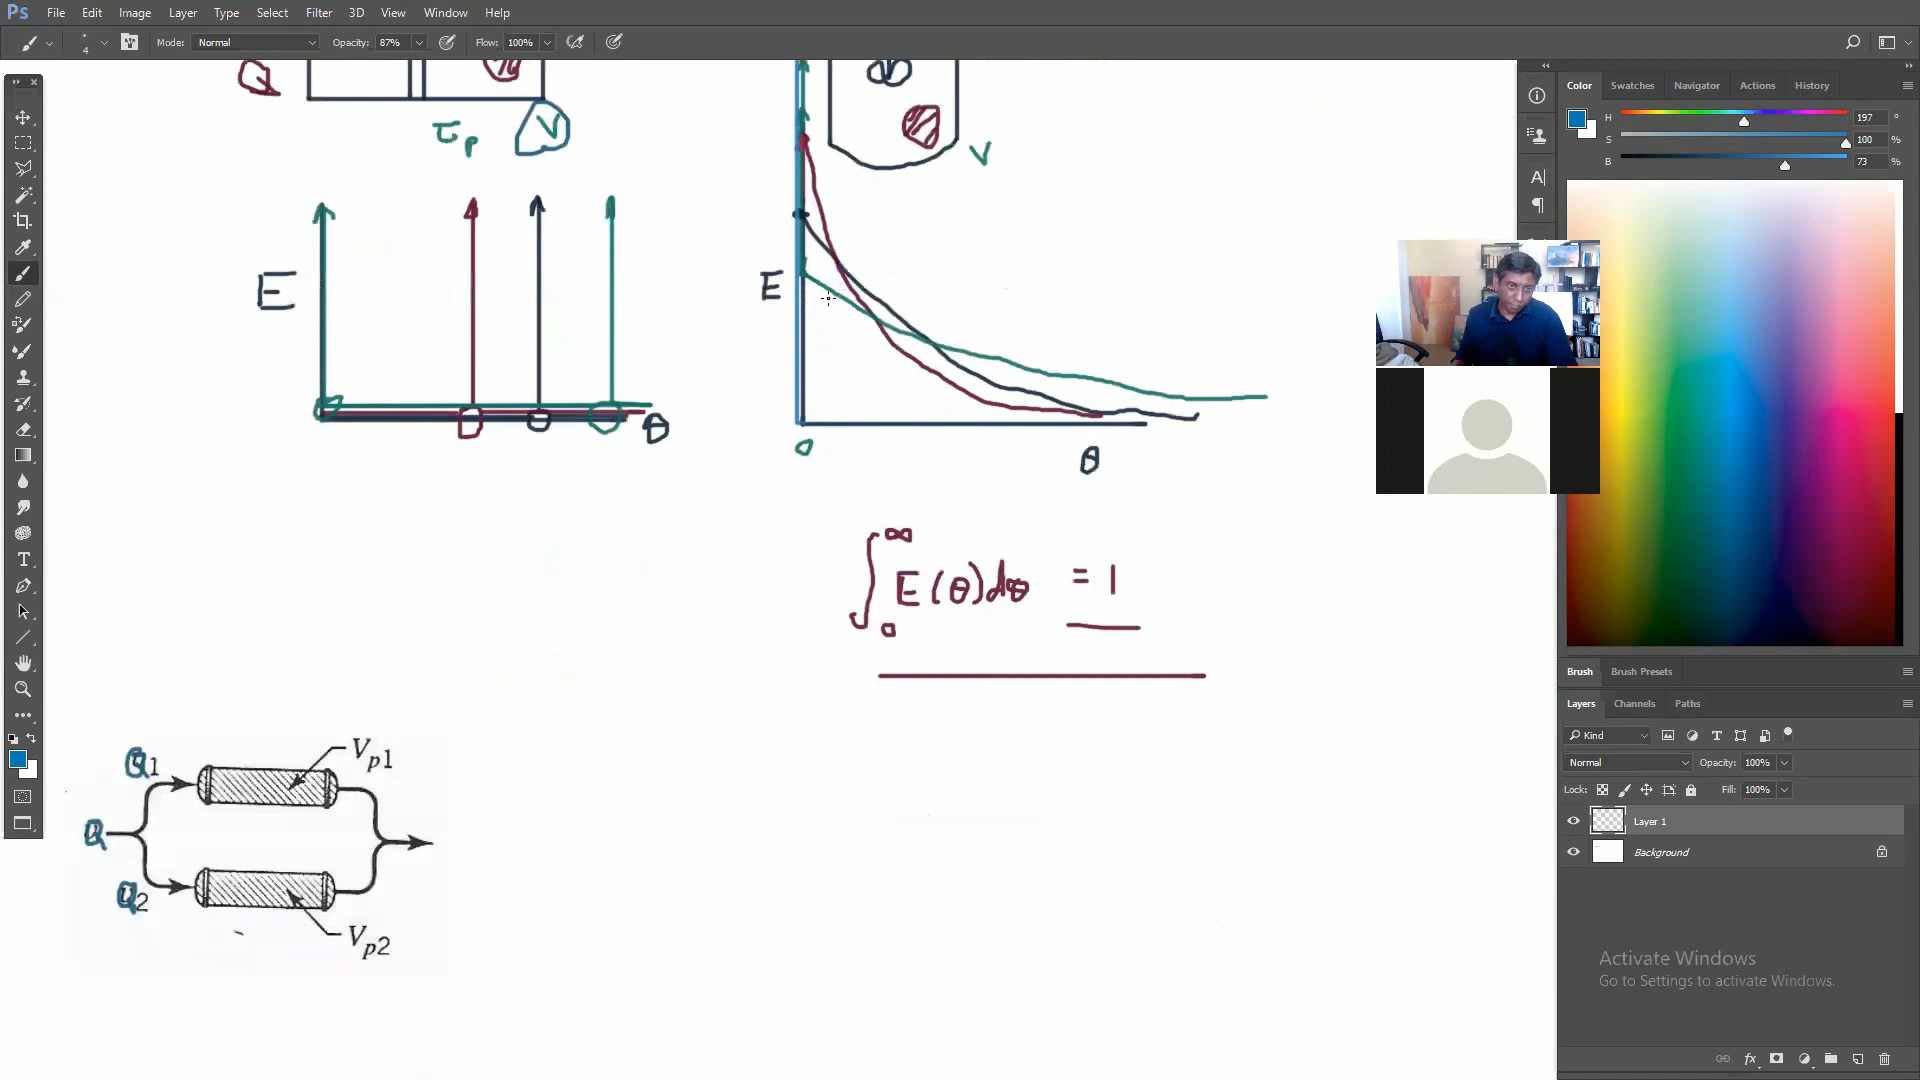 Ps File Edit Image Layer Type Select Filter 3D View Window Help
4 Mode: Normal Opacity: 87% Flow: 100%
Q
τp V
V
E
θ
E
0
θ
∫0∞ E(θ)dθ = 1
Q1
Vp1
Q
Q2
Vp2
Color Swatches Navigator Actions History
H 197 °
S 100 %
B 73 %
Brush Brush Presets
Layers Channels Paths
Kind
Normal Opacity: 100%
Lock: Fill: 100%
Layer 1
Background
Activate Windows
Go to Settings to activate Windows.